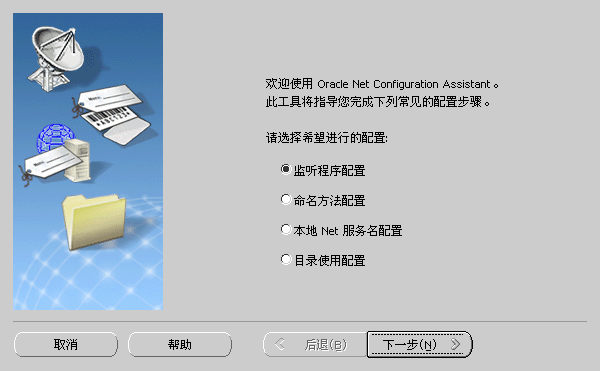 欢迎使用 Oracle Net Configuration Assistant。
此工具将指导您完成下列常见的配置步骤。
请选择希望进行的配置:
监听程序配置
命名方法配置
本地 Net 服务名配置
目录使用配置
取消
帮助
后退(B)
下一步(N)